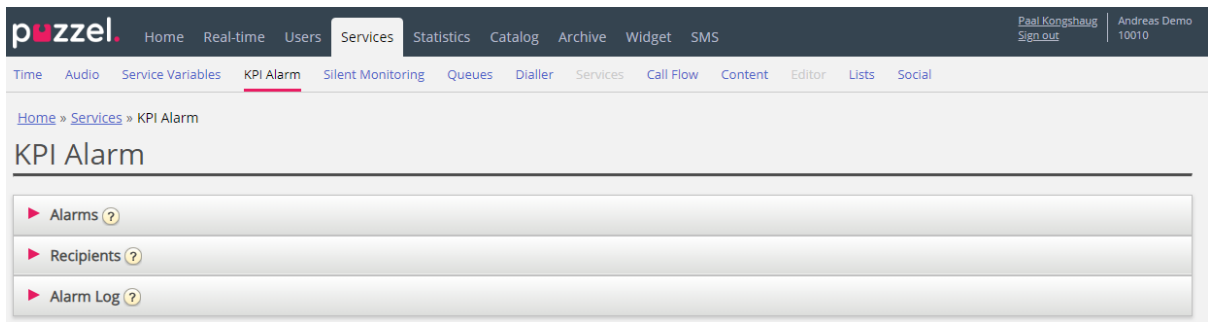 puzzel. Home Real-time Users Services Statistics Catalog Archive Widget SMS
Paal Kongshaug Andreas Demo
Sign out 10010
Time Audio Service Variables KPI Alarm Silent Monitoring Queues Dialler Services Call Flow Content Editor Lists Social
Home » Services » KPI Alarm
KPI Alarm
Alarms ?
Recipients ?
Alarm Log ?